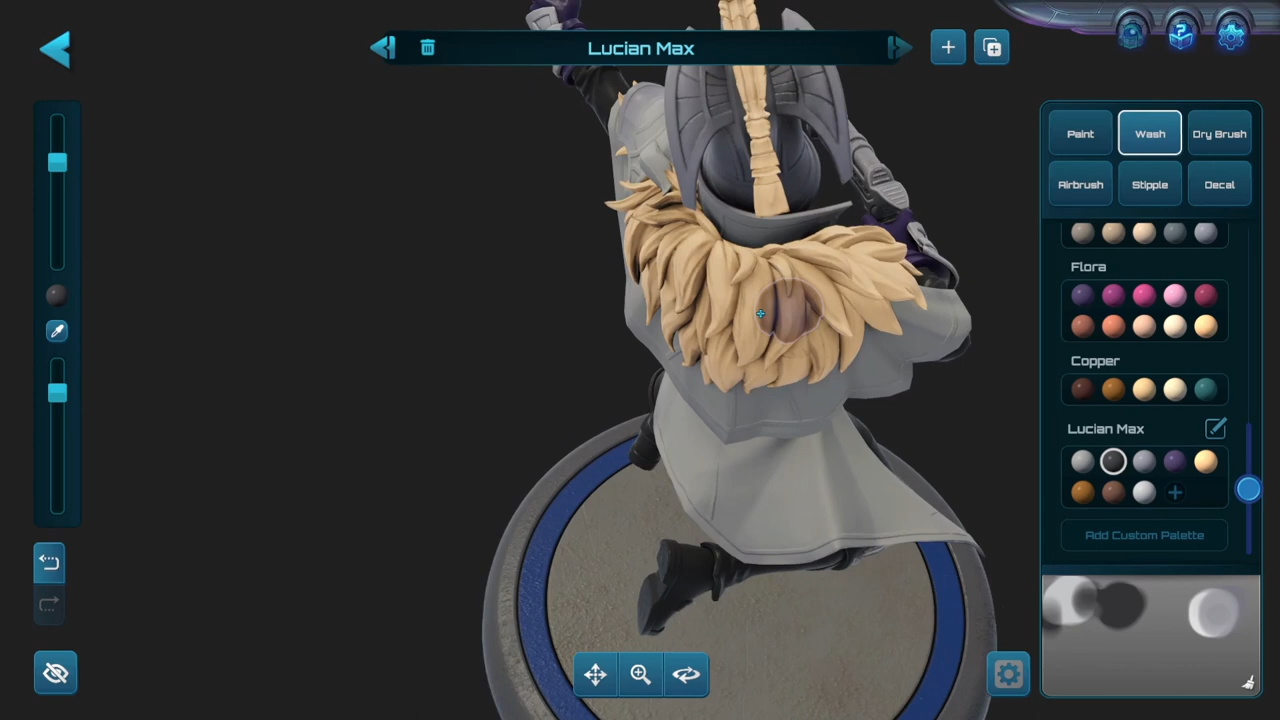 Lucian Max
Paint
Wash
Dry Brush
Airbrush
Stipple
Decal
Flora
Copper
Lucian Max
Add Custom Palette